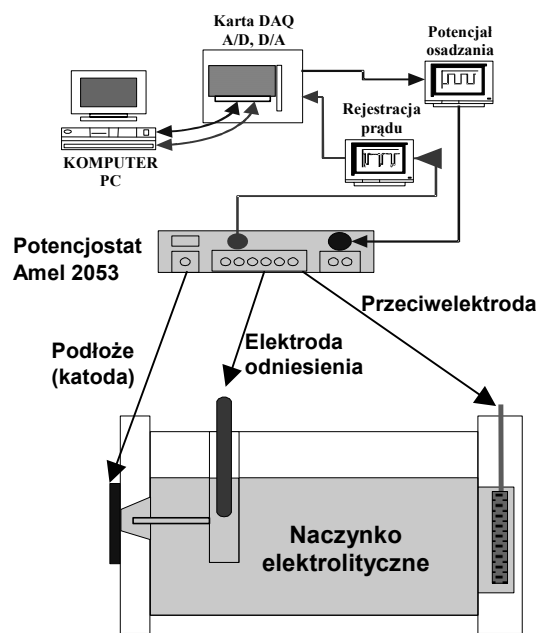 Karta DAQ
A/D, D/A
Potencjał
osadzania
Rejestracja
prądu
KOMPUTER
PC
Potencjostat
Amel 2053
Przeciwelektroda
Elektroda
odniesienia
Podłoże
(katoda)
Naczynko
elektrolityczne